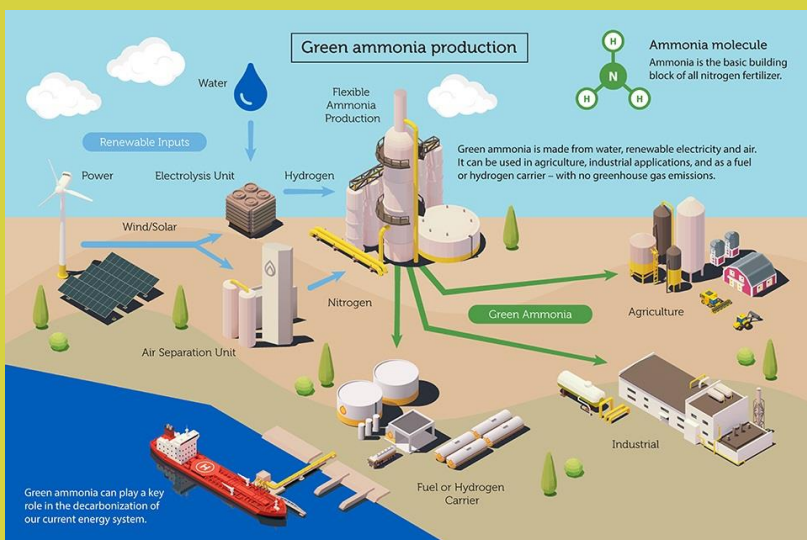 Green ammonia production
Ammonia molecule
Ammonia is the basic building
block of all nitrogen fertilizer.
H
N
H
H
Water
Flexible
Ammonia
Production
Renewable Inputs
Green ammonia is made from water, renewable electricity and air.
It can be used in agriculture, industrial applications, and as a fuel
or hydrogen carrier – with no greenhouse gas emissions.
Power
Electrolysis Unit
Hydrogen
Wind/Solar
Nitrogen
Green Ammonia
Agriculture
Air Separation Unit
Industrial
H
Fuel or Hydrogen
Carrier
Green ammonia can play a key
role in the decarbonization of
our current energy system.